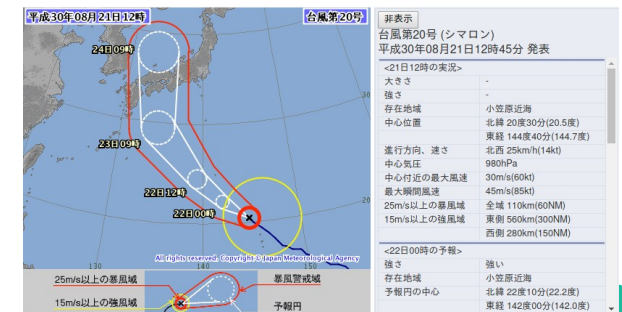 平成30年08月21日12時
台風第20号
24日09時
23日09時
22日12時
22日00時
30
20
130
140
150
All rights reserved. Copyright © Japan Meteorological Agency
25m/s以上の暴風域
15m/s以上の強風域
暴風警戒域
予報円
非表示
台風第20号 (シマロン)
平成30年08月21日12時45分 発表
<21日12時の実況>
大きさ -
強さ -
存在地域 小笠原近海
中心位置 北緯 20度30分(20.5度)
東経 144度40分(144.7度)
進行方向、速さ 北西 25km/h(14kt)
中心気圧 980hPa
中心付近の最大風速 30m/s(60kt)
最大瞬間風速 45m/s(85kt)
25m/s以上の暴風域 全域 110km(60NM)
15m/s以上の強風域 東側 560km(300NM)
西側 280km(150NM)
<22日00時の予報>
強さ 強い
存在地域 小笠原近海
予報円の中心 北緯 22度10分(22.2度)
東経 142度00分(142.0度)